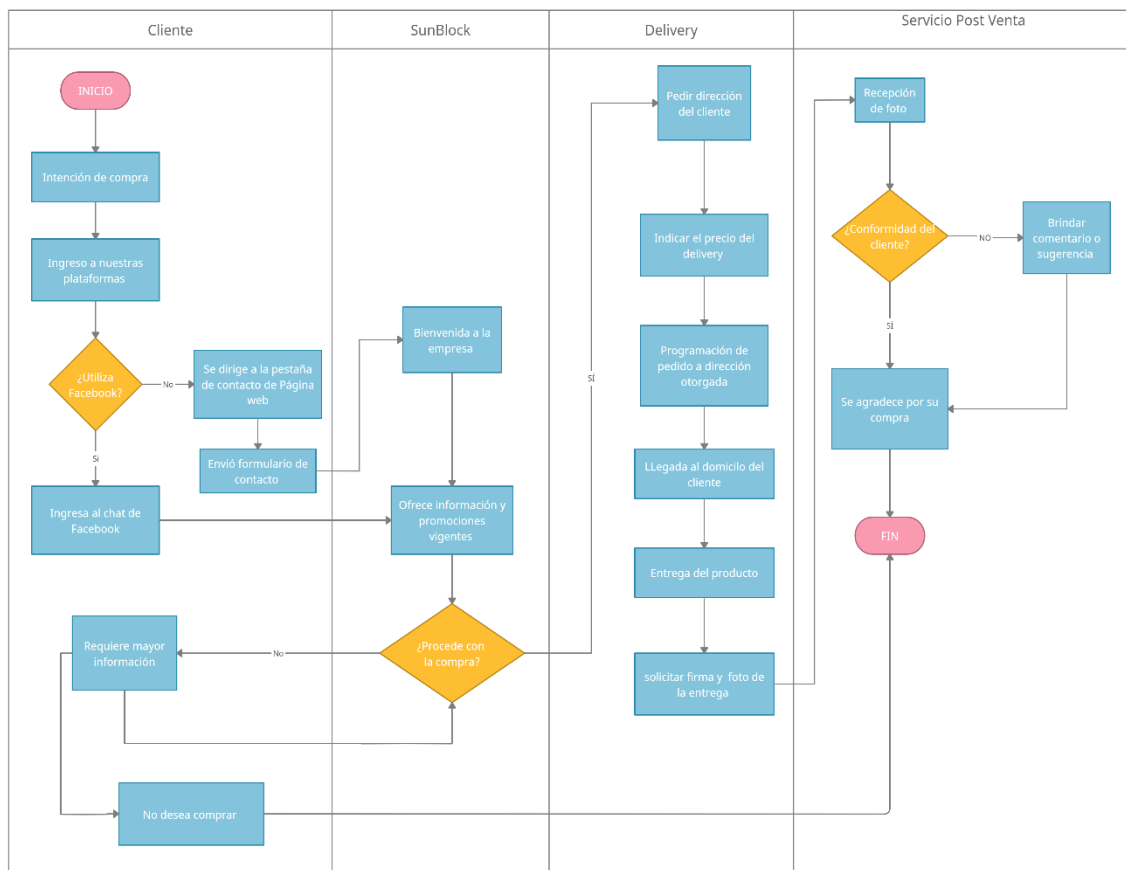 Cliente
SunBlock
Delivery
Servicio Post Venta
INICIO
Intención de compra
Ingreso a nuestras
plataformas
¿Utiliza
Facebook?
No
Se dirige a la pestaña
de contacto de Página
web
Envió formulario de
contacto
Sí
Ingresa al chat de
Facebook
Bienvenida a la
empresa
Ofrece información y
promociones
vigentes
¿Procede con
la compra?
No
Requiere mayor
información
No desea comprar
SÍ
Pedir dirección
del cliente
Indicar el precio del
delivery
Programación de
pedido a dirección
otorgada
LLegada al domicilo del
cliente
Entrega del producto
solicitar firma y foto de
la entrega
Recepción
de foto
¿Conformidad del
cliente?
NO
Brindar
comentario o
sugerencia
SÍ
Se agradece por su
compra
FIN